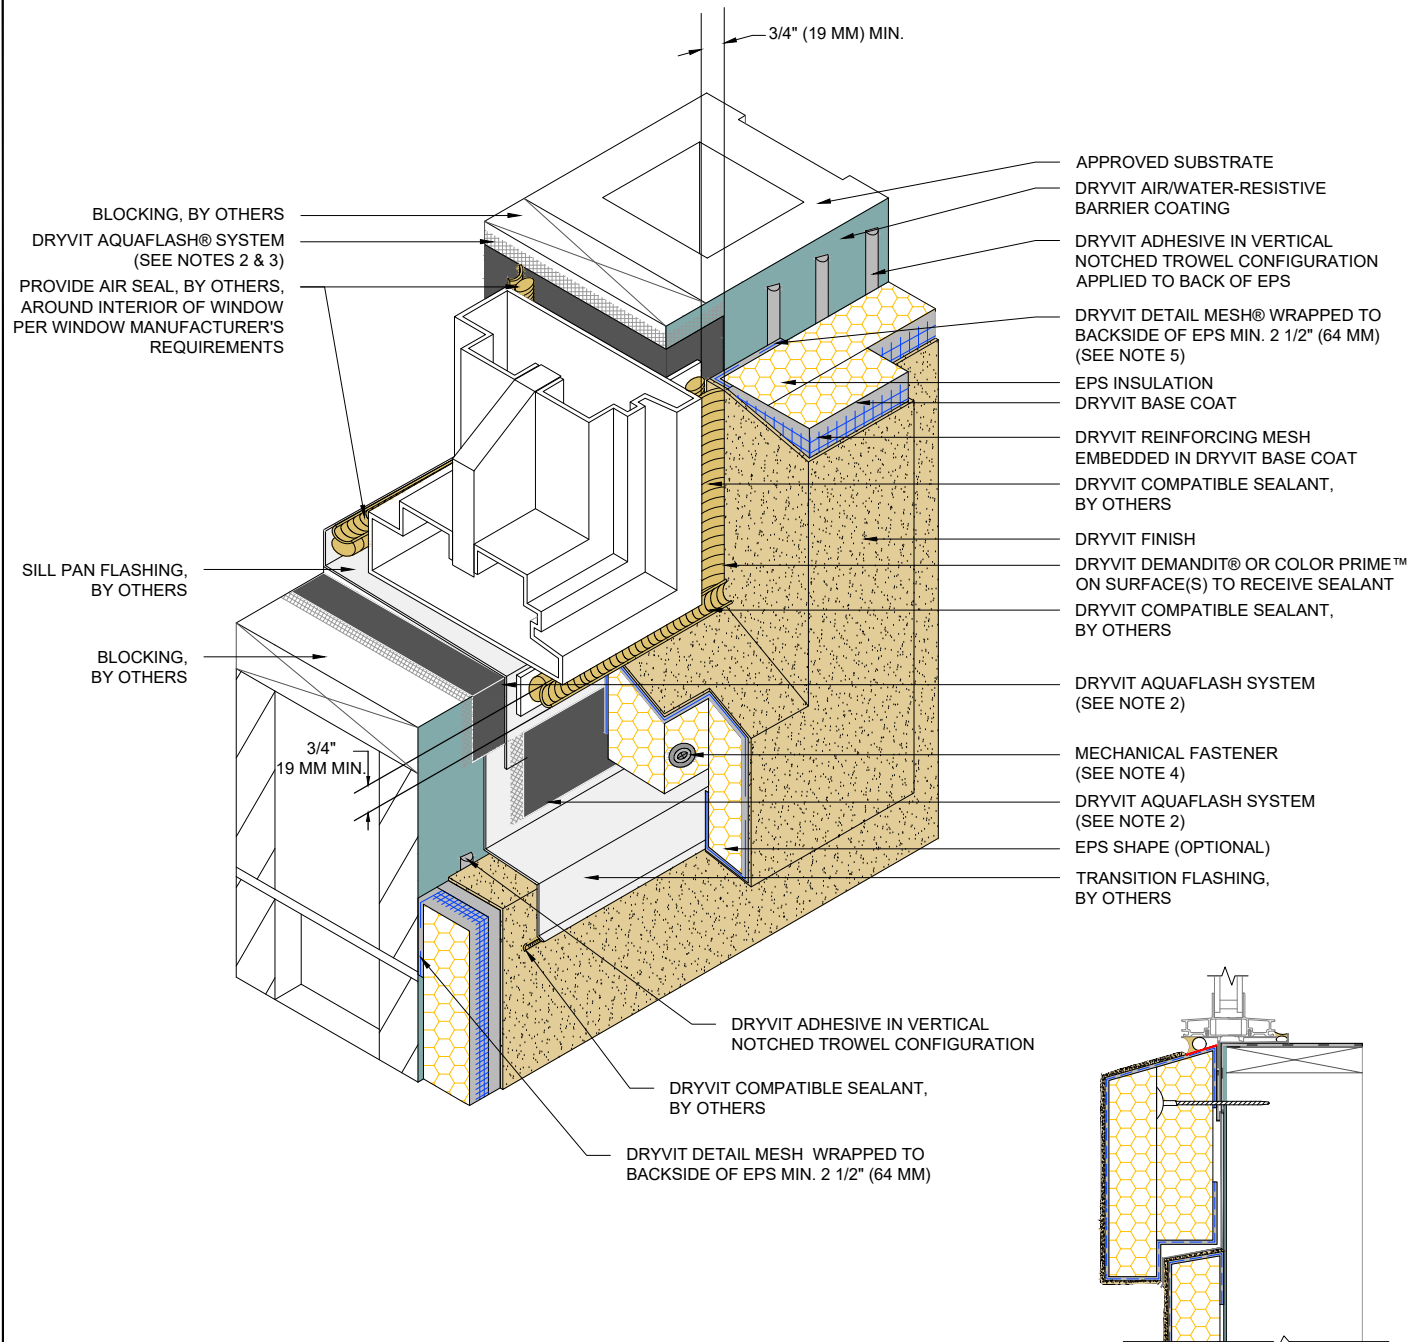 3/4" (19 MM) MIN.
BLOCKING, BY OTHERS
DRYVIT AQUAFLASH® SYSTEM
(SEE NOTES 2 & 3)
PROVIDE AIR SEAL, BY OTHERS,
AROUND INTERIOR OF WINDOW
PER WINDOW MANUFACTURER'S
REQUIREMENTS
SILL PAN FLASHING,
BY OTHERS
BLOCKING,
BY OTHERS
3/4"
19 MM MIN.
APPROVED SUBSTRATE
DRYVIT AIR/WATER-RESISTIVE
BARRIER COATING
DRYVIT ADHESIVE IN VERTICAL
NOTCHED TROWEL CONFIGURATION
APPLIED TO BACK OF EPS
DRYVIT DETAIL MESH® WRAPPED TO
BACKSIDE OF EPS MIN. 2 1/2" (64 MM)
(SEE NOTE 5)
EPS INSULATION
DRYVIT BASE COAT
DRYVIT REINFORCING MESH
EMBEDDED IN DRYVIT BASE COAT
DRYVIT COMPATIBLE SEALANT,
BY OTHERS
DRYVIT FINISH
DRYVIT DEMANDIT® OR COLOR PRIME™
ON SURFACE(S) TO RECEIVE SEALANT
DRYVIT COMPATIBLE SEALANT,
BY OTHERS
DRYVIT AQUAFLASH SYSTEM
(SEE NOTE 2)
MECHANICAL FASTENER
(SEE NOTE 4)
DRYVIT AQUAFLASH SYSTEM
(SEE NOTE 2)
EPS SHAPE (OPTIONAL)
TRANSITION FLASHING,
BY OTHERS
DRYVIT ADHESIVE IN VERTICAL
NOTCHED TROWEL CONFIGURATION
DRYVIT COMPATIBLE SEALANT,
BY OTHERS
DRYVIT DETAIL MESH WRAPPED TO
BACKSIDE OF EPS MIN. 2 1/2" (64 MM)